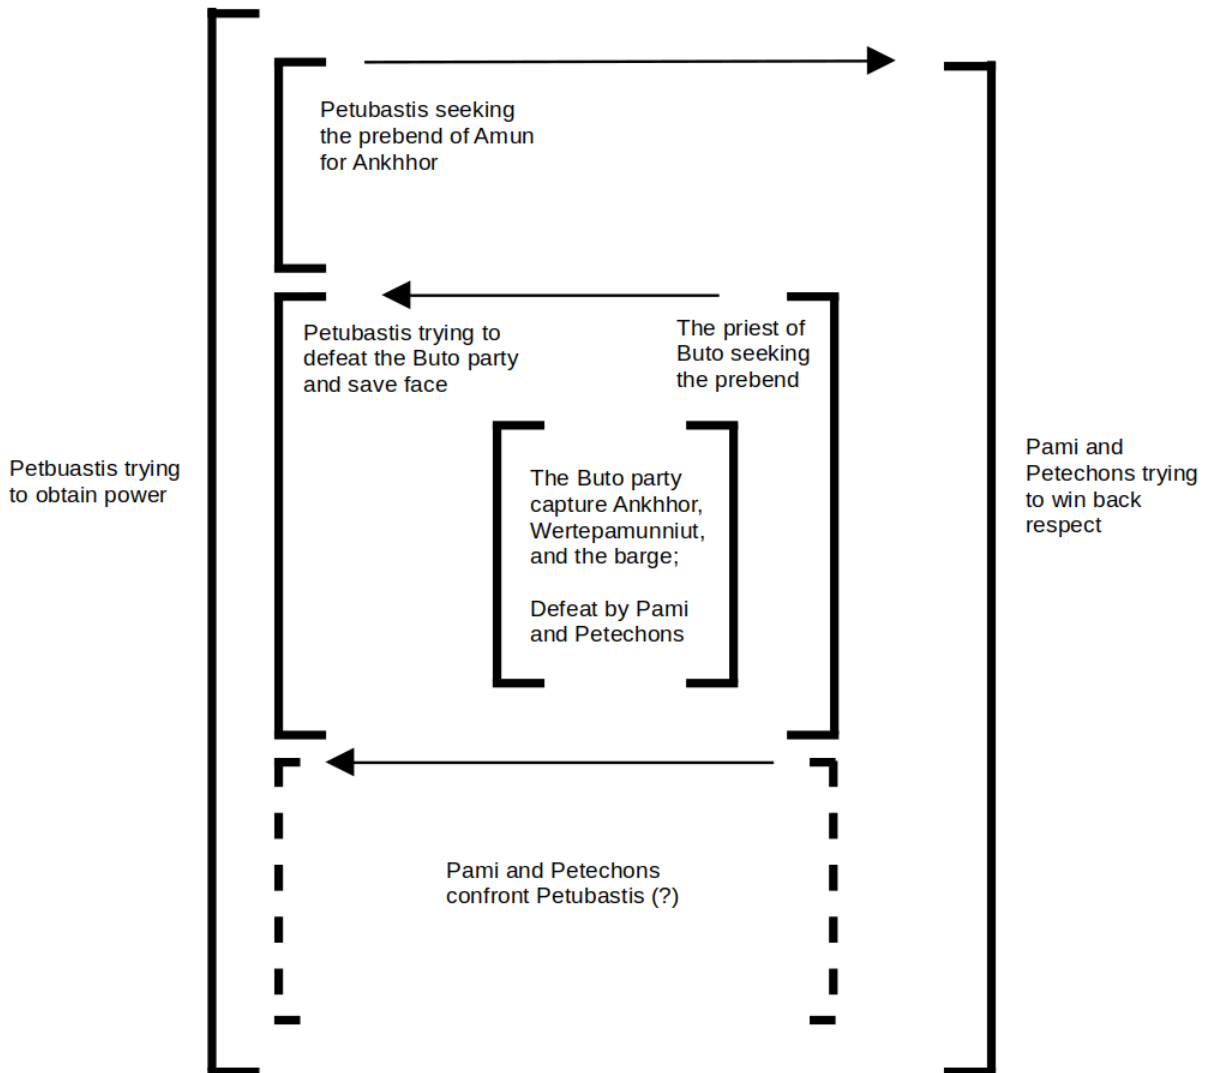 Petubastis seeking
the prebend of Amun
for Ankhhor
Petubastis trying to
defeat the Buto party
and save face
The priest of
Buto seeking
the prebend
Petbuastis trying
to obtain power
The Buto party
capture Ankhhor,
Wertepamunniut,
and the barge;
Defeat by Pami
and Petechons
Pami and
Petechons trying
to win back
respect
Pami and Petechons
confront Petubastis (?)